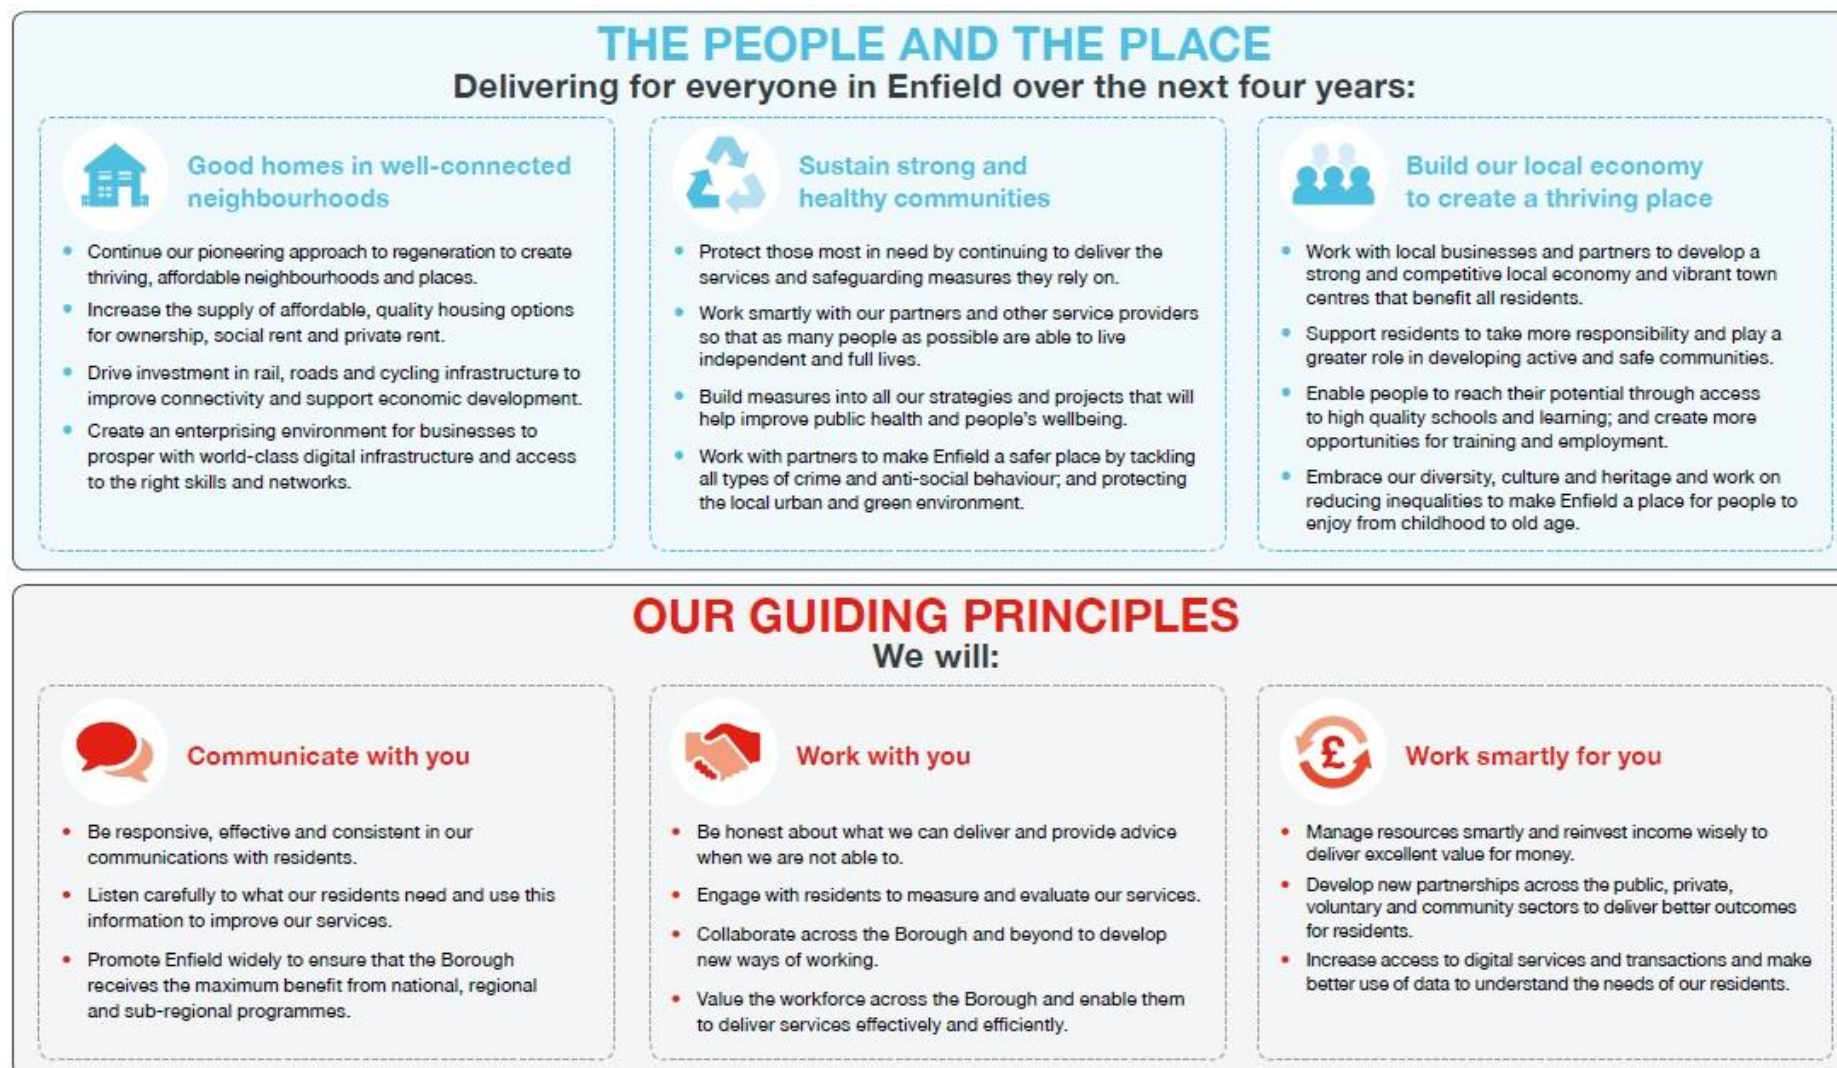 THE PEOPLE AND THE PLACE
Delivering for everyone in Enfield over the next four years:
Good homes in well-connected
neighbourhoods
• Continue our pioneering approach to regeneration to create
thriving, affordable neighbourhoods and places.
• Increase the supply of affordable, quality housing options
for ownership, social rent and private rent.
• Drive investment in rail, roads and cycling infrastructure to
improve connectivity and support economic development.
• Create an enterprising environment for businesses to
prosper with world-class digital infrastructure and access
to the right skills and networks.
Sustain strong and
healthy communities
• Protect those most in need by continuing to deliver the
services and safeguarding measures they rely on.
• Work smartly with our partners and other service providers
so that as many people as possible are able to live
independent and full lives.
• Build measures into all our strategies and projects that will
help improve public health and people's wellbeing.
• Work with partners to make Enfield a safer place by tackling
all types of crime and anti-social behaviour; and protecting
the local urban and green environment.
Build our local economy
to create a thriving place
• Work with local businesses and partners to develop a
strong and competitive local economy and vibrant town
centres that benefit all residents.
• Support residents to take more responsibility and play a
greater role in developing active and safe communities.
• Enable people to reach their potential through access
to high quality schools and learning; and create more
opportunities for training and employment.
• Embrace our diversity, culture and heritage and work on
reducing inequalities to make Enfield a place for people to
enjoy from childhood to old age.
OUR GUIDING PRINCIPLES
We will:
Communicate with you
• Be responsive, effective and consistent in our
communications with residents.
• Listen carefully to what our residents need and use this
information to improve our services.
• Promote Enfield widely to ensure that the Borough
receives the maximum benefit from national, regional
and sub-regional programmes.
Work with you
• Be honest about what we can deliver and provide advice
when we are not able to.
• Engage with residents to measure and evaluate our services.
• Collaborate across the Borough and beyond to develop
new ways of working.
• Value the workforce across the Borough and enable them
to deliver services effectively and efficiently.
£
Work smartly for you
• Manage resources smartly and reinvest income wisely to
deliver excellent value for money.
• Develop new partnerships across the public, private,
voluntary and community sectors to deliver better outcomes
for residents.
• Increase access to digital services and transactions and make
better use of data to understand the needs of our residents.